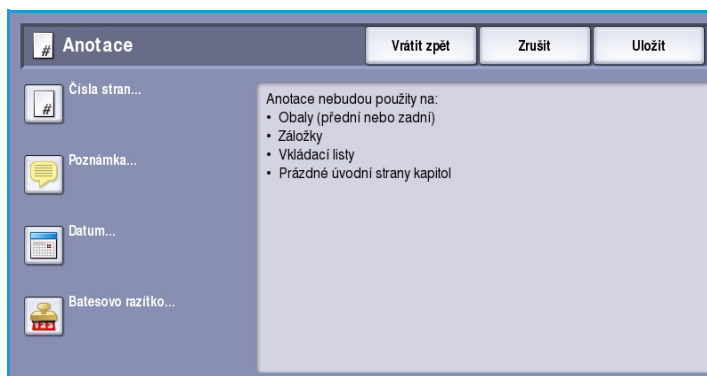 Anotace
Vrátit zpět
Zrušit
Uložit
Čísla stran...
Poznámka...
Datum...
Batesovo razítko...
Anotace nebudou použity na:
• Obaly (přední nebo zadní)
• Záložky
• Vkládací listy
• Prázdné úvodní strany kapitol